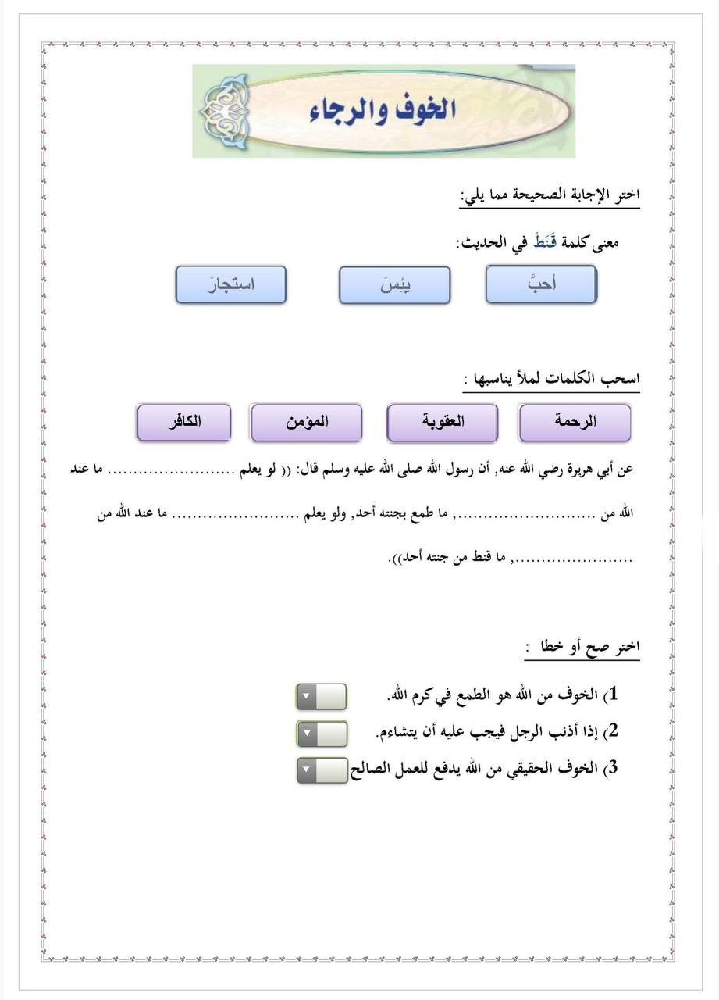 الخوف والرجاء
اختر الإجابة الصحيحة مما يلي:
معنى كلمة قَنَطَ في الحديث:
أحبَّ
يئِسَ
استجارَ
اسحب الكلمات لملأ يناسبها :
الرحمة
العقوبة
المؤمن
الكافر
عن أبي هريرة رضي الله عنه, أن رسول الله صلى الله عليه وسلم قال: (( لو يعلم ......................... ما عند
الله من ..........................., ما طمع بجنته أحد, ولو يعلم ......................... ما عند الله من
......................., ما قنط من جنته أحد)).
اختر صح أو خطا :
1) الخوف من الله هو الطمع في كرم الله.
2) إذا أذنب الرجل فيجب عليه أن يتشاءم.
3) الخوف الحقيقي من الله يدفع للعمل الصالح